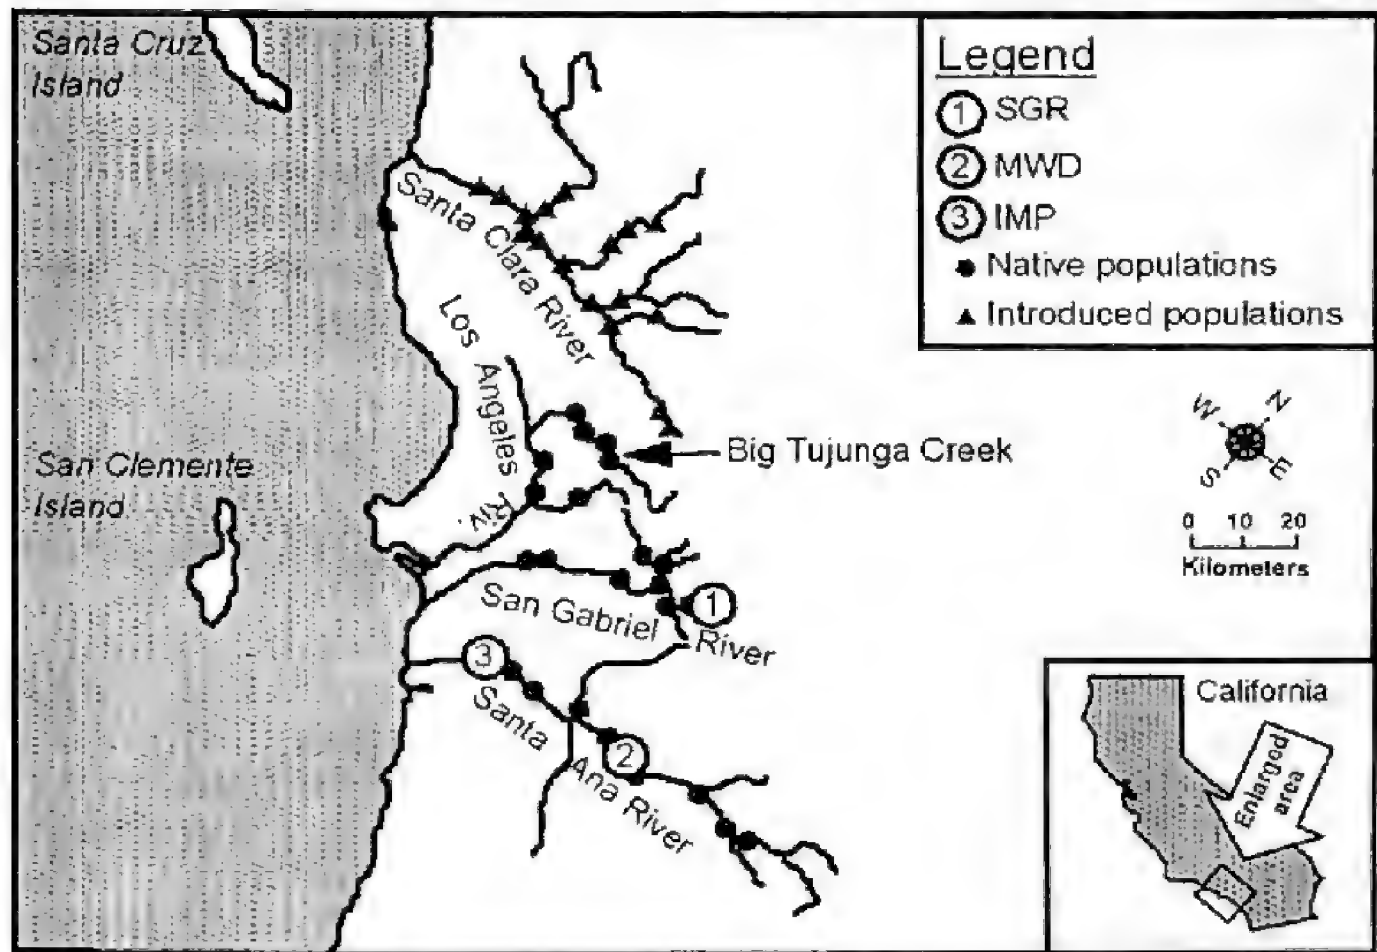 Santa Cruz
Island
Legend
1 SGR
2 MWD
3 IMP
Native populations
Introduced populations
Santa Clara River
Los Angeles Riv.
Big Tujunga Creek
W N
S E
San Clemente
Island
0 10 20
Kilometers
1
San Gabriel River
3
Santa Ana River
2
California
Enlarged
area